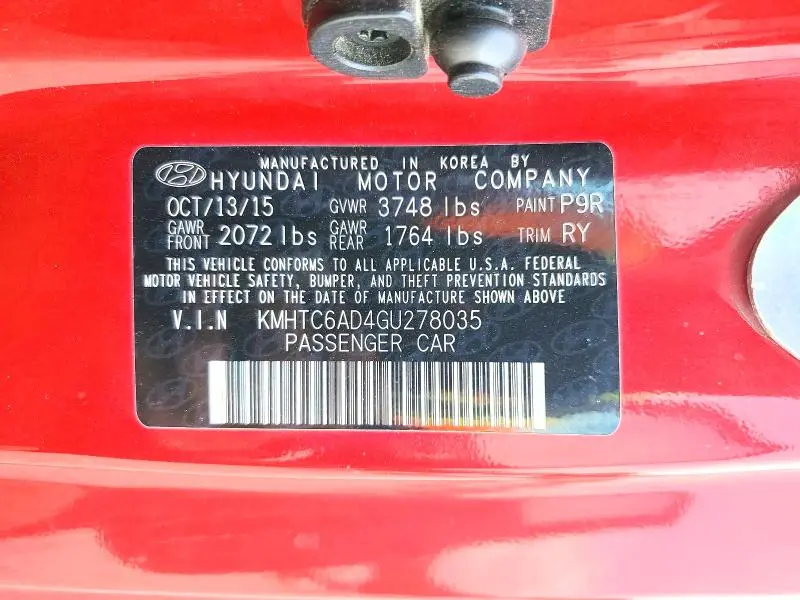 MANUFACTURED IN KOREA BY
HYUNDAI MOTOR COMPANY
OCT/13/15 GVWR 3748 lbs PAINT P9R
GAWR FRONT 2072 lbs GAWR REAR 1764 lbs TRIM RY
THIS VEHICLE CONFORMS TO ALL APPLICABLE U.S.A. FEDERAL
MOTOR VEHICLE SAFETY, BUMPER, AND THEFT PREVENTION STANDARDS
IN EFFECT ON THE DATE OF MANUFACTURE SHOWN ABOVE
V.I.N KMHTC6AD4GU278035
PASSENGER CAR